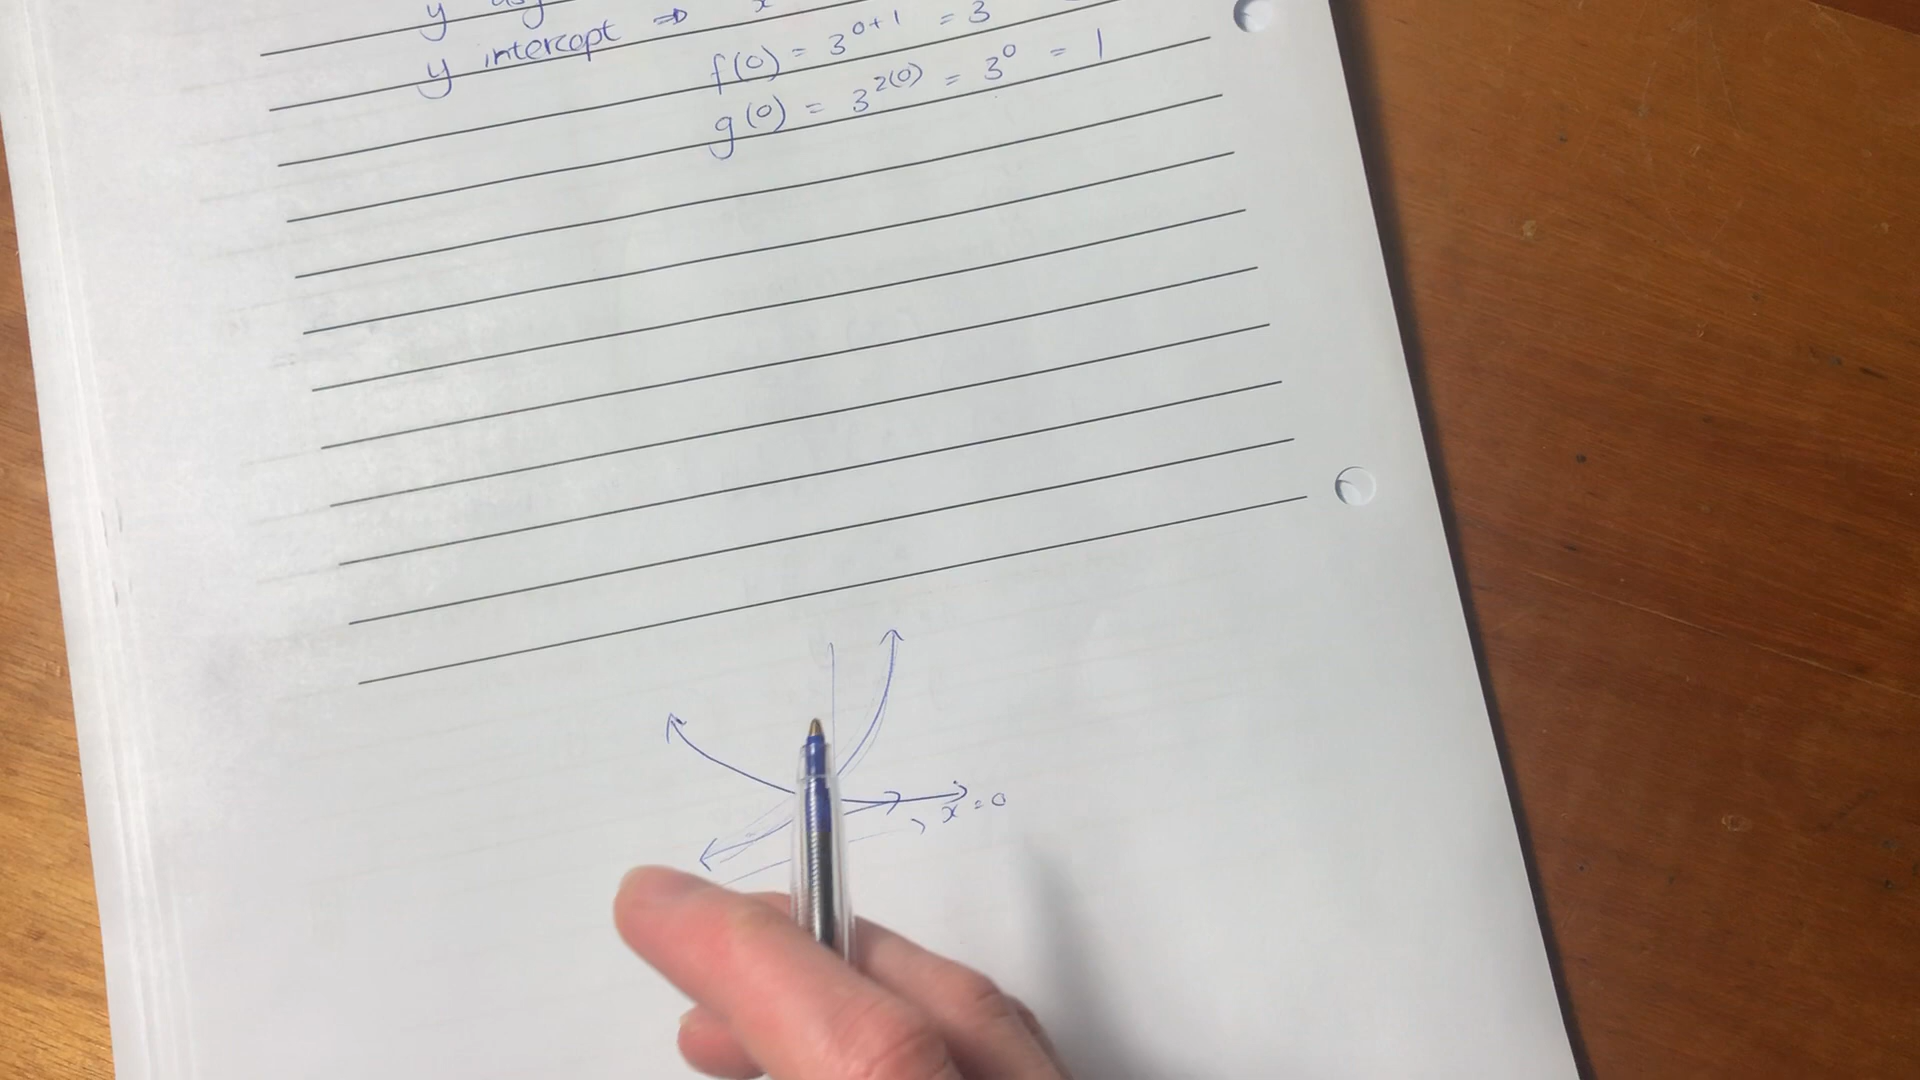 y
y intercept ⇒ x
f(0) = 3^{0+1} = 3
g(0) = 3^{2(0)} = 3^0 = 1
x = 0